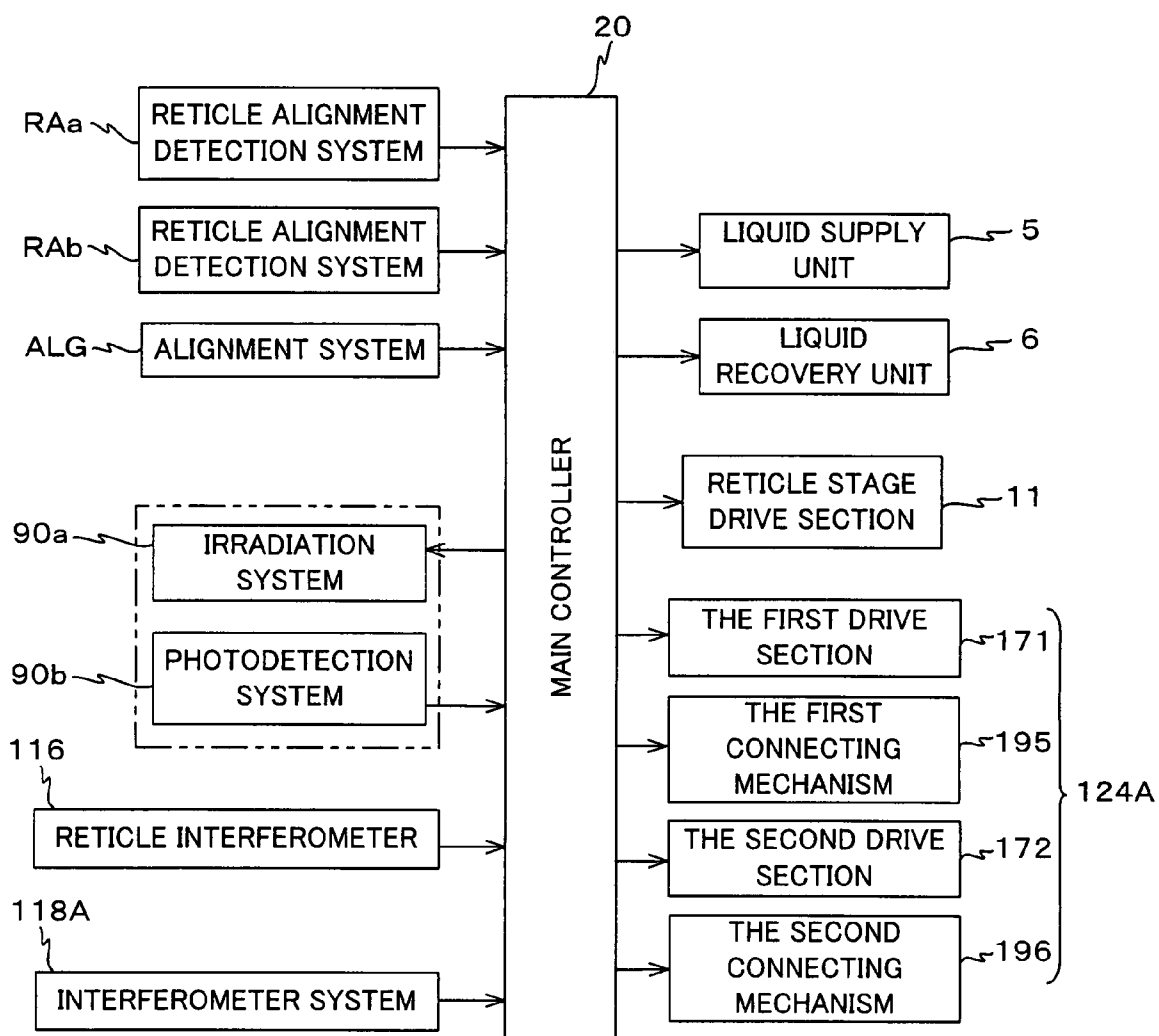 20
RAa
RETICLE ALIGNMENT
DETECTION SYSTEM
RAb
RETICLE ALIGNMENT
DETECTION SYSTEM
ALG
ALIGNMENT SYSTEM
90a
IRRADIATION
SYSTEM
90b
PHOTODETECTION
SYSTEM
116
RETICLE INTERFEROMETER
118A
INTERFEROMETER SYSTEM
MAIN CONTROLLER
LIQUID SUPPLY
UNIT
5
LIQUID
RECOVERY UNIT
6
RETICLE STAGE
DRIVE SECTION
11
THE FIRST DRIVE
SECTION
171
THE FIRST
CONNECTING
MECHANISM
195
THE SECOND DRIVE
SECTION
172
THE SECOND
CONNECTING
MECHANISM
196
124A